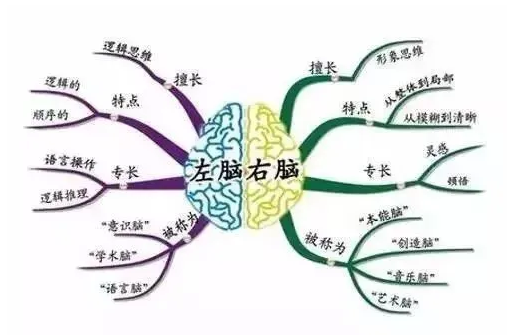 左脑右脑
擅长
逻辑思维
特点
逻辑的
顺序的
专长
语言操作
逻辑推理
被称为
“意识脑”
“学术脑”
“语言脑”
擅长
形象思维
特点
从整体到局部
从模糊到清晰
专长
灵感
顿悟
被称为
“本能脑”
“创造脑”
“音乐脑”
“艺术脑”